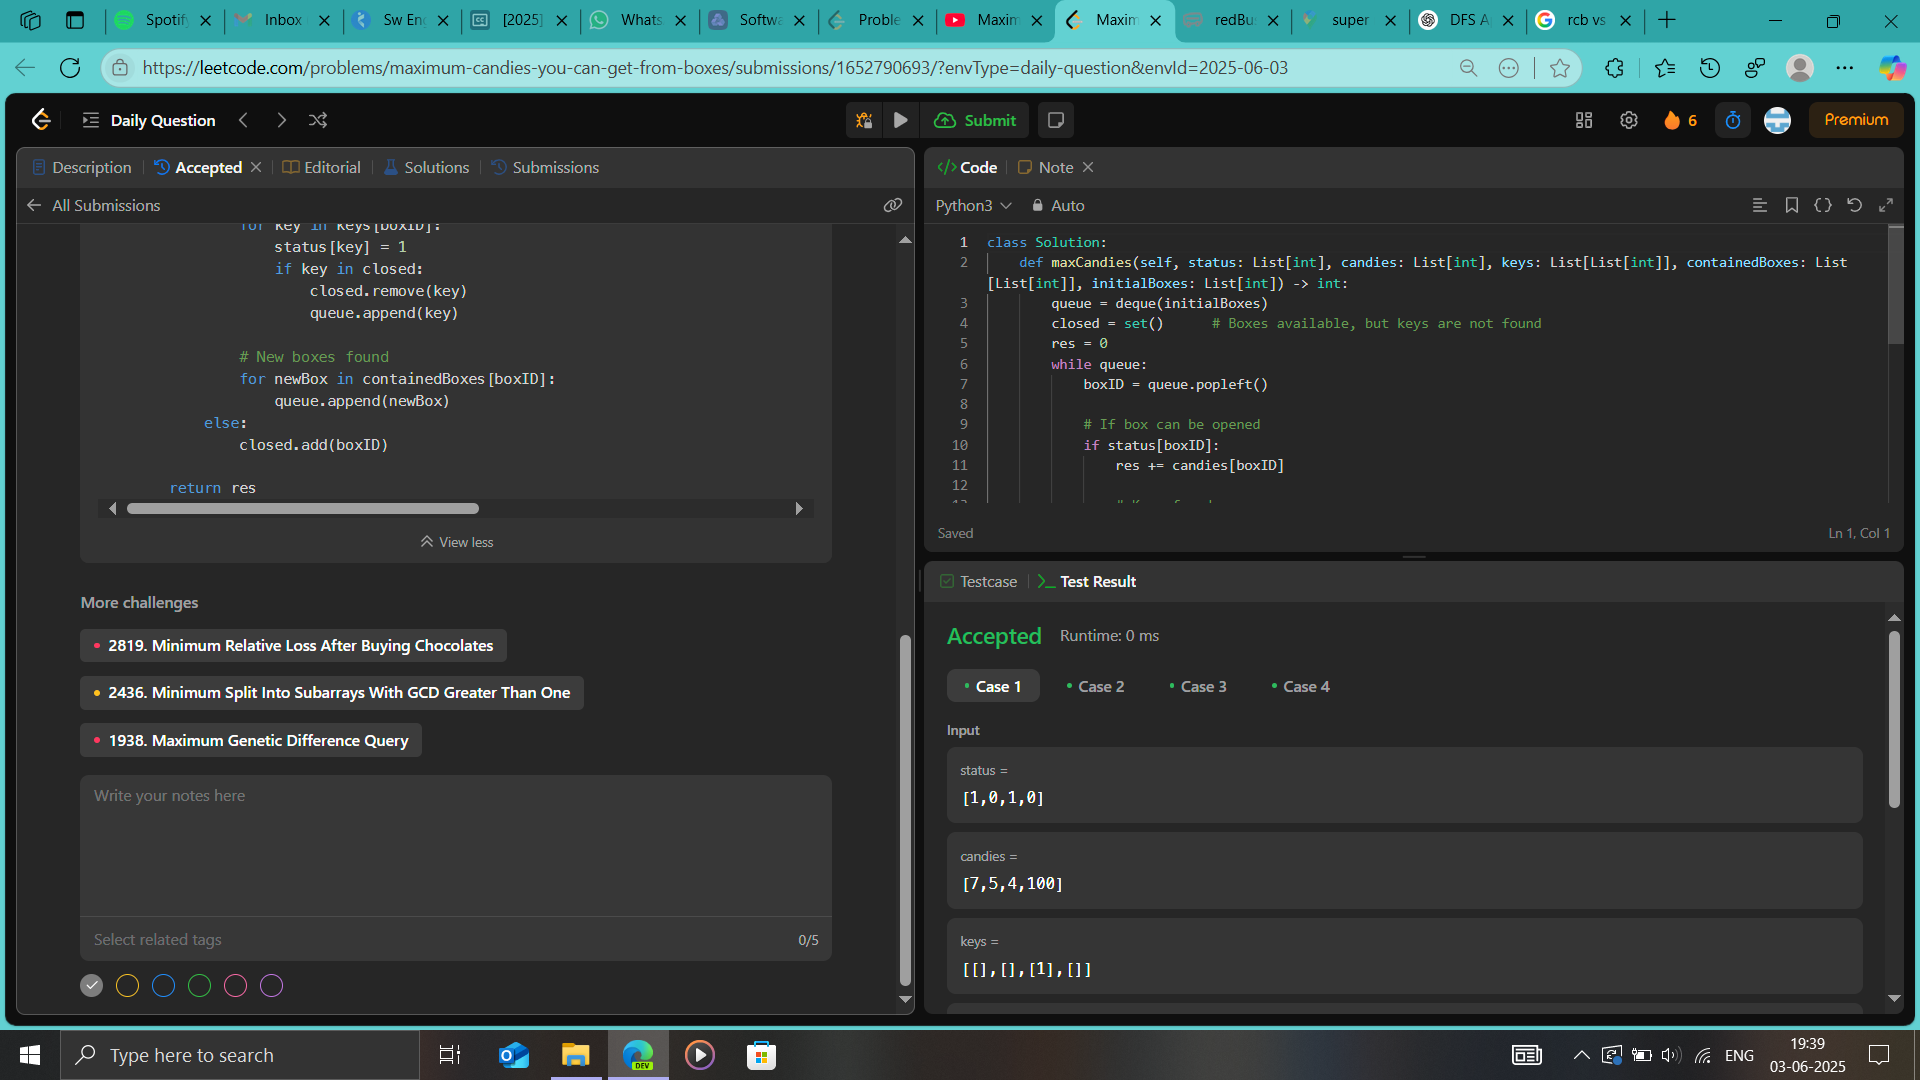 Spotif
Inbox
Sw En
[2025]
Whats
Softwa
Proble
Maxim
Maxim
redBu
super
DFS A
rcb vs
https://leetcode.com/problems/maximum-candies-you-can-get-from-boxes/submissions/1652790693/?envType=daily-question&envId=2025-06-03
Daily Question
Submit
6
Premium
Description
Accepted
Editorial
Solutions
Submissions
All Submissions
for key in keys[boxID]:
status[key] = 1
if key in closed:
closed.remove(key)
queue.append(key)
# New boxes found
for newBox in containedBoxes[boxID]:
queue.append(newBox)
else:
closed.add(boxID)
return res
View less
More challenges
2819. Minimum Relative Loss After Buying Chocolates
2436. Minimum Split Into Subarrays With GCD Greater Than One
1938. Maximum Genetic Difference Query
Write your notes here
Select related tags
0/5
</> Code
Note
Python3
Auto
1 class Solution:
2 def maxCandies(self, status: List[int], candies: List[int], keys: List[List[int]], containedBoxes: List
[List[int]], initialBoxes: List[int]) -> int:
3 queue = deque(initialBoxes)
4 closed = set() # Boxes available, but keys are not found
5 res = 0
6 while queue:
7 boxID = queue.popleft()
8
9 # If box can be opened
10 if status[boxID]:
11 res += candies[boxID]
12
Saved
Ln 1, Col 1
Testcase
Test Result
Accepted
Runtime: 0 ms
Case 1
Case 2
Case 3
Case 4
Input
status =
[1,0,1,0]
candies =
[7,5,4,100]
keys =
[[],[],[1],[]]
Type here to search
DEV
ENG
19:39
03-06-2025